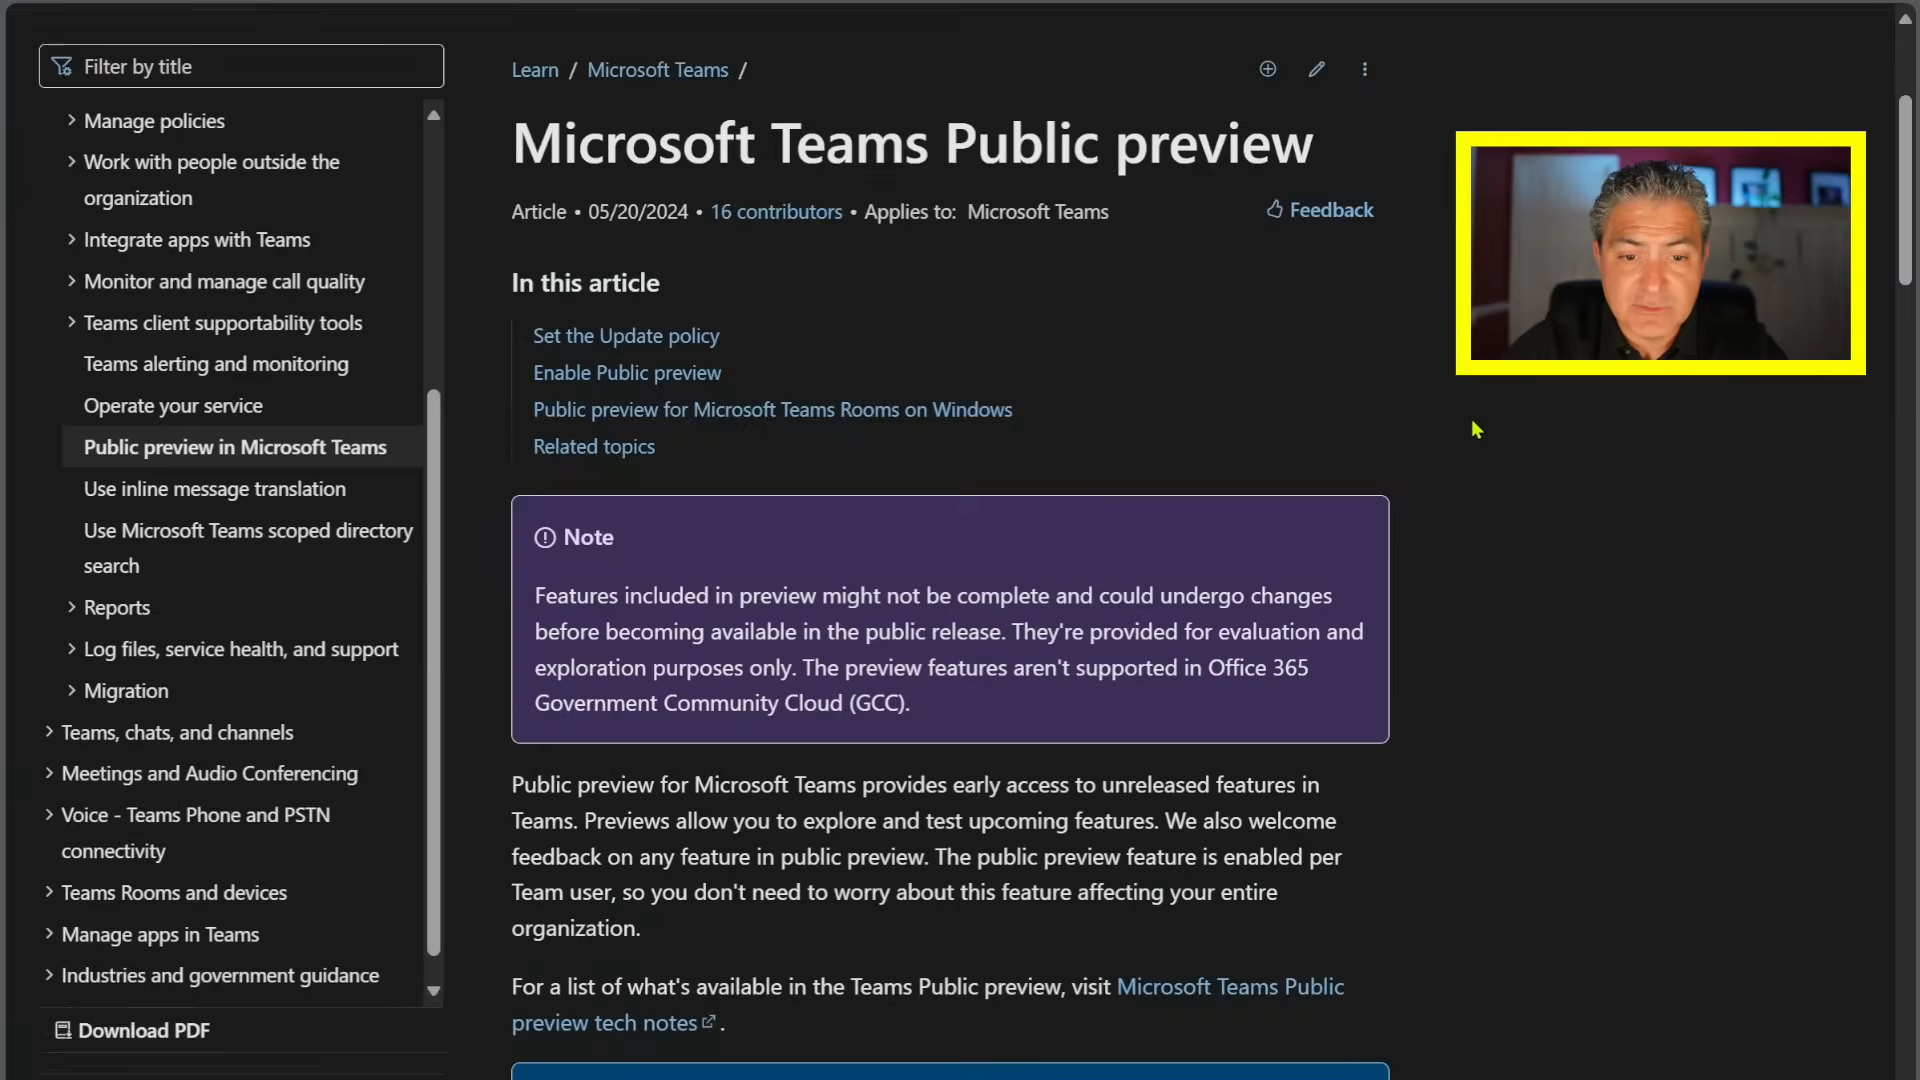 Filter by title
Manage policies
Work with people outside the
organization
Integrate apps with Teams
Monitor and manage call quality
Teams client supportability tools
Teams alerting and monitoring
Operate your service
Public preview in Microsoft Teams
Use inline message translation
Use Microsoft Teams scoped directory
search
Reports
Log files, service health, and support
Migration
Teams, chats, and channels
Meetings and Audio Conferencing
Voice - Teams Phone and PSTN
connectivity
Teams Rooms and devices
Manage apps in Teams
Industries and government guidance
Download PDF
Learn / Microsoft Teams /
Microsoft Teams Public preview
Article • 05/20/2024 • 16 contributors • Applies to: Microsoft Teams
Feedback
In this article
Set the Update policy
Enable Public preview
Public preview for Microsoft Teams Rooms on Windows
Related topics
Note
Features included in preview might not be complete and could undergo changes
before becoming available in the public release. They're provided for evaluation and
exploration purposes only. The preview features aren't supported in Office 365
Government Community Cloud (GCC).
Public preview for Microsoft Teams provides early access to unreleased features in
Teams. Previews allow you to explore and test upcoming features. We also welcome
feedback on any feature in public preview. The public preview feature is enabled per
Team user, so you don't need to worry about this feature affecting your entire
organization.
For a list of what's available in the Teams Public preview, visit Microsoft Teams Public
preview tech notes.